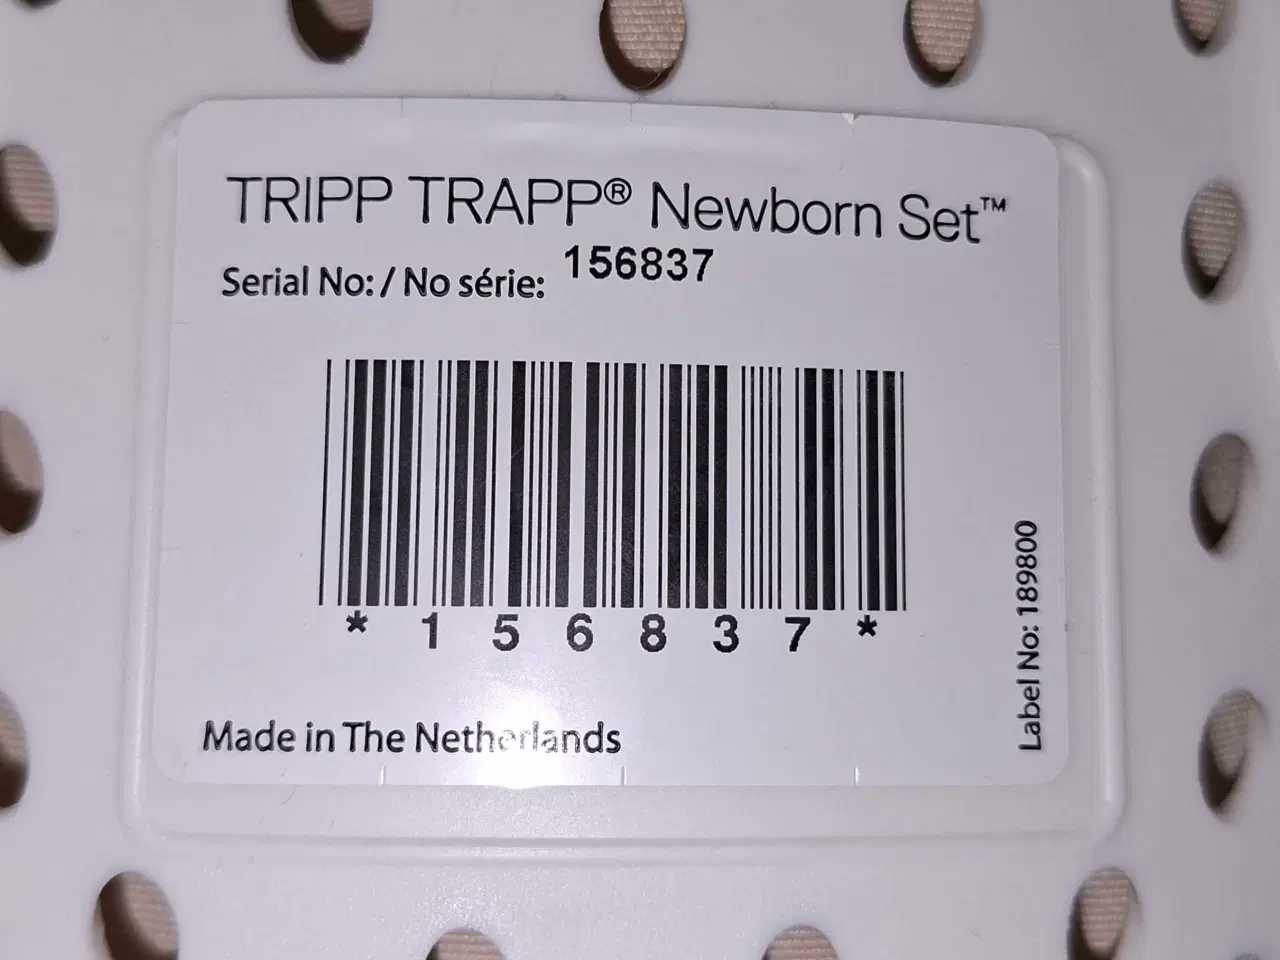 TRIPP TRAPP® Newborn Set™
Serial No: / No série: 156837
*156837*
Made in The Netherlands
Label No: 189800